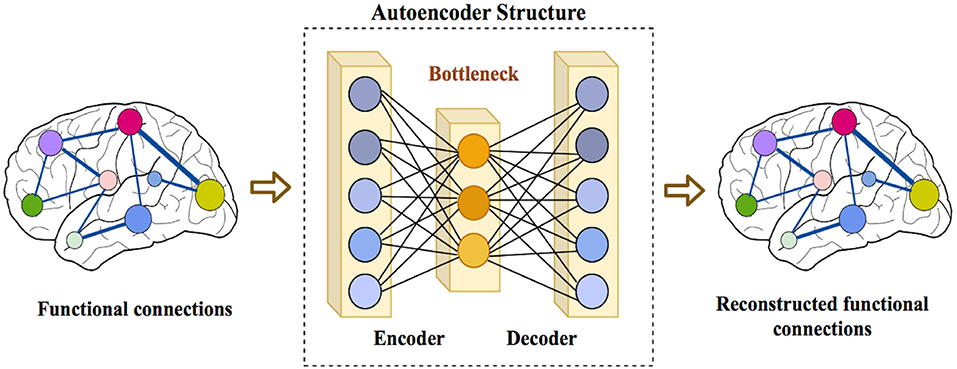 Autoencoder Structure
Bottleneck
Functional connections
Encoder
Decoder
Reconstructed functional
connections